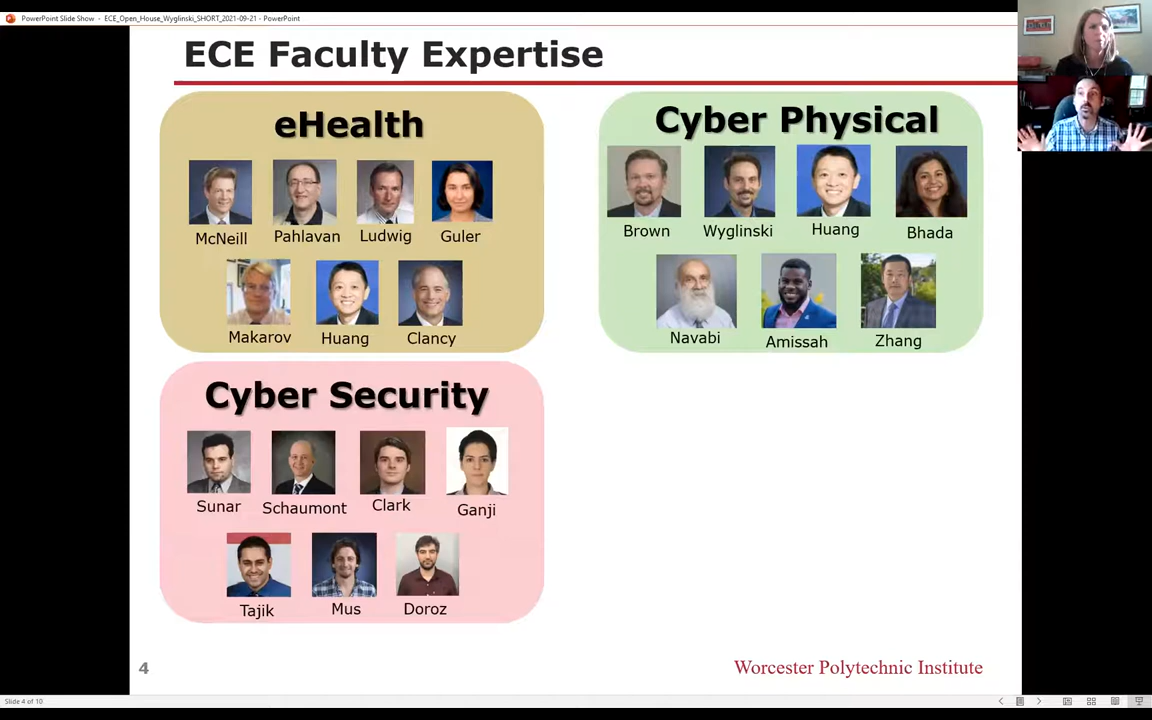 PowerPoint Slide Show - ECE_Open_House_Wyglinski_SHORT_2021-09-21 - PowerPoint
ECE Faculty Expertise
eHealth
McNeill
Pahlavan
Ludwig
Guler
Makarov
Huang
Clancy
Cyber Physical
Brown
Wyglinski
Huang
Bhada
Navabi
Amissah
Zhang
Cyber Security
Sunar
Schaumont
Clark
Ganji
Tajik
Mus
Doroz
4
Worcester Polytechnic Institute
Slide 4 of 10